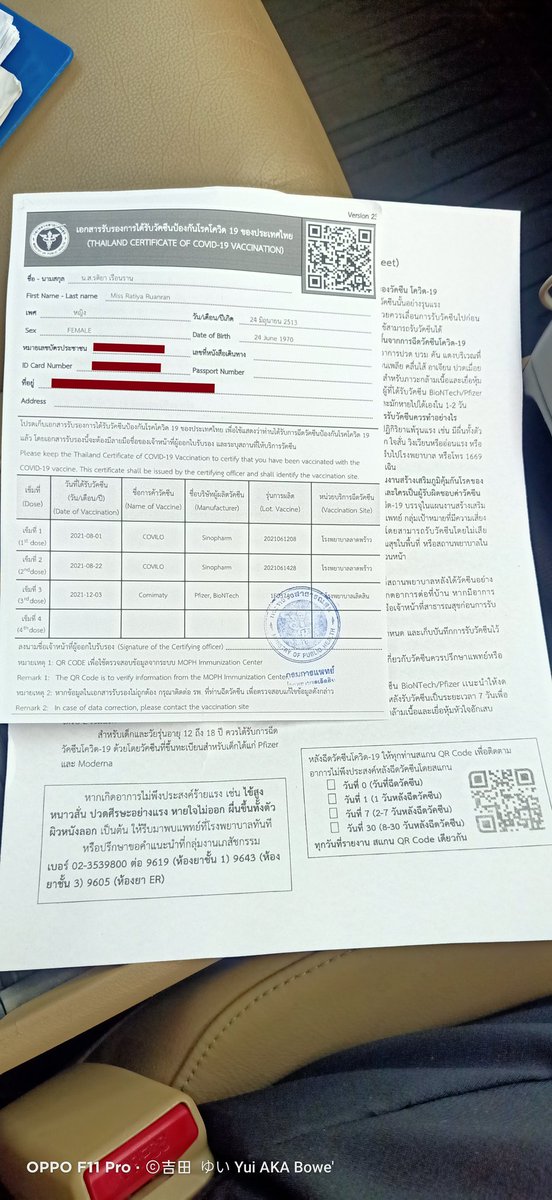 Version 2
เอกสารรับรองการได้รับวัคซีนป้องกันโรคโควิด 19 ของประเทศไทย
(THAILAND CERTIFICATE OF COVID-19 VACCINATION)
ชื่อ - นามสกุล น.ส.รติยา เรือนราน
First Name - Last name Miss Ratiya Ruanran
เพศ หญิง วัน/เดือน/ปีเกิด 24 มิถุนายน 2513
Sex FEMALE Date of Birth 24 June 1970
หมายเลขบัตรประชาชน เลขที่หนังสือเดินทาง
ID Card Number Passport Number
ที่อยู่
Address
โปรดเก็บเอกสารรับรองการได้รับวัคซีนป้องกันโรคโควิด 19 ของประเทศไทย เพื่อใช้แสดงว่าท่านได้รับการฉีดวัคซีนป้องกันโรคโควิด 19
แล้ว โดยเอกสารรับรองนี้จะต้องมีลายมือชื่อของเจ้าหน้าที่ผู้ออกใบรับรอง และระบุสถานที่ให้บริการวัคซีน
Please keep the Thailand Certificate of COVID-19 Vaccination to certify that you have been vaccinated with the
COVID-19 vaccine. This certificate shall be issued by the certifying officer and shall identify the vaccination site.
เข็มที่ (Dose) วันที่ได้รับวัคซีน (วัน/เดือน/ปี) (Date of Vaccination) ชื่อการค้าวัคซีน (Name of Vaccine) ชื่อบริษัทผู้ผลิตวัคซีน (Manufacturer) รุ่นการผลิต (Lot. Vaccine) หน่วยบริการฉีดวัคซีน (Vaccination Site)
เข็มที่ 1 (1st dose) 2021-08-01 COVILO Sinopharm 2021061208 โรงพยาบาลลาดพร้าว
เข็มที่ 2 (2nd dose) 2021-08-22 COVILO Sinopharm 2021061428 โรงพยาบาลลาดพร้าว
เข็มที่ 3 (3rd dose) 2021-12-03 Comirnaty Pfizer, BioNTech โรงพยาบาลเลิดสิน
เข็มที่ 4 (4th dose)
ลงนามชื่อเจ้าหน้าที่ผู้ออกใบรับรอง (Signature of the Certifying officer)
หมายเหตุ 1: QR CODE เพื่อใช้ตรวจสอบข้อมูลจากระบบ MOPH Immunization Center
Remark 1: The QR CODE is to verify information from the MOPH Immunization Center
กรมการแพทย์
หมายเหตุ 2: หากข้อมูลในเอกสารรับรองไม่ถูกต้อง กรุณาติดต่อ รพ. ที่ท่านฉีดวัคซีน เพื่อตรวจสอบแก้ไขข้อมูลดังกล่าว
Remark 2: In case of data correction, please contact the vaccination site
eet)
วัคซีน โควิด-19
จากการฉีดวัคซีนโควิด-19
BioNTech/Pfizer
โทร 1669
สำหรับเด็กและวัยรุ่นอายุ 12 ถึง 18 ปี ควรได้รับการฉีด
วัคซีนโควิด-19 ด้วยวัคซีนที่ขึ้นทะเบียนสำหรับเด็กได้แก่ Pfizer
และ Moderna
หากเกิดอาการไม่พึงประสงค์ร้ายแรง เช่น ไข้สูง
หนาวสั่น ปวดศีรษะอย่างแรง หายใจไม่ออก ผื่นขึ้นทั้งตัว
ผิวหนังลอก เป็นต้น ให้รีบมาพบแพทย์ที่โรงพยาบาลทันที
หรือปรึกษาขอคำแนะนำที่กลุ่มงานเภสัชกรรม
เบอร์ 02-3539800 ต่อ 9619 (ห้องยาชั้น 1) 9643 (ห้อง
ยาชั้น 3) 9605 (ห้องยา ER)
หลังฉีดวัคซีนโควิด-19 ให้ทุกท่านสแกน QR Code เพื่อติดตาม
อาการไม่พึงประสงค์หลังฉีดวัคซีนโดยสแกน
วันที่ 0 (วันที่ฉีดวัคซีน)
วันที่ 1 (1 วันหลังฉีดวัคซีน)
วันที่ 7 (2-7 วันหลังฉีดวัคซีน)
วันที่ 30 (8-30 วันหลังฉีดวัคซีน)
ทุกวันที่รายงาน สแกน QR Code เดียวกัน
PRESS
OPPO F11 Pro · ©吉田 ゆい Yui AKA Bowe'